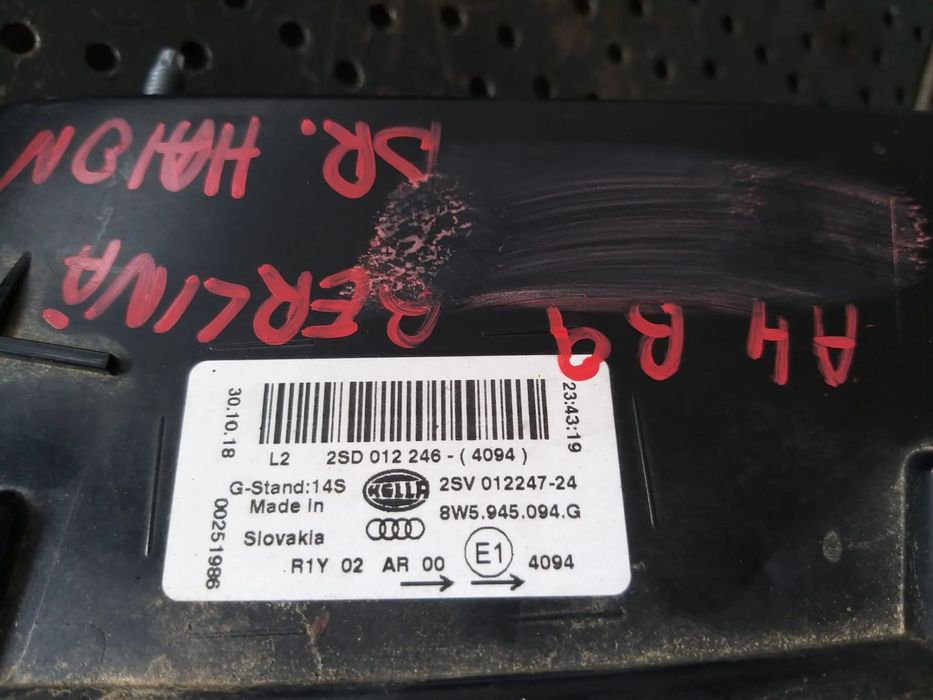 A4 B9 BERLINA
DR. HAION
30.10.18
23:43:19
L2 2SD 012 246-(4094)
G-Stand:14S HELLA 2SV 012247-24
Made in 8W5.945.094.G
Slovakia
R1Y 02 AR 00 E1 4094
00251986